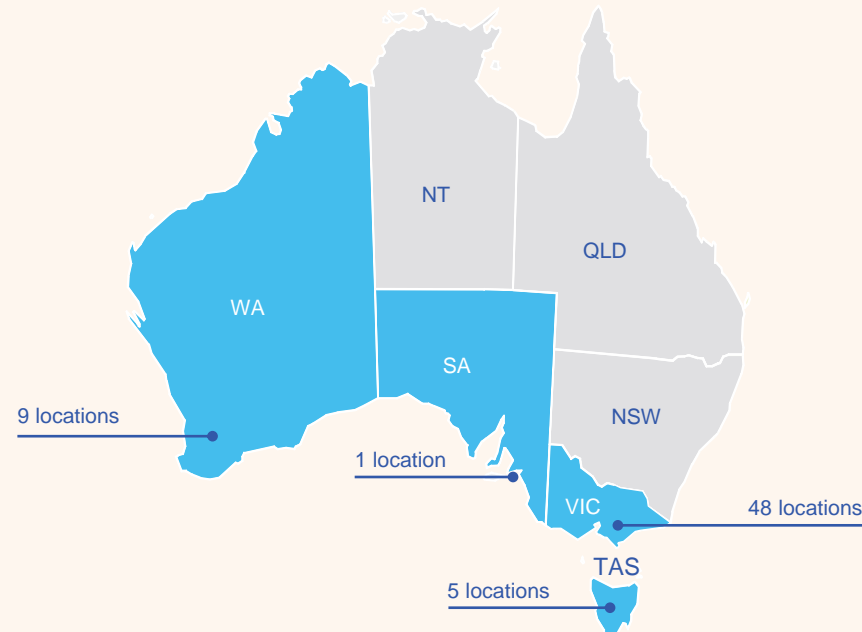 NT
QLD
WA
SA
9 locations
NSW
1 location
VIC
48 locations
TAS
5 locations